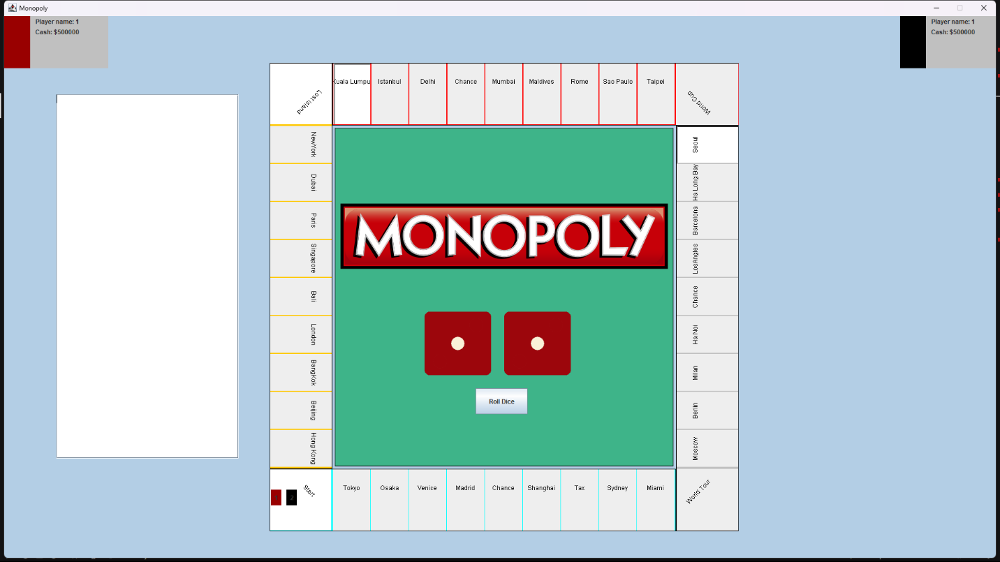 Monopoly
Player name: 1
Cash: $500000
Player name: 1
Cash: $500000
Lost Island
Kuala Lumpu
Istanbul
Delhi
Chance
Mumbai
Maldives
Rome
Sao Paulo
Taipei
World Cup
NewYork
Dubai
Paris
Singapore
Bali
London
BangKok
Beijing
Hong Kong
Seoul
Ha Long Bay
Barcelona
LosAngles
Chance
Ha Noi
Milan
Berlin
Moscow
MONOPOLY
Roll Dice
Start
1
2
Tokyo
Osaka
Venice
Madrid
Chance
Shanghai
Tax
Sydney
Miami
World Tour